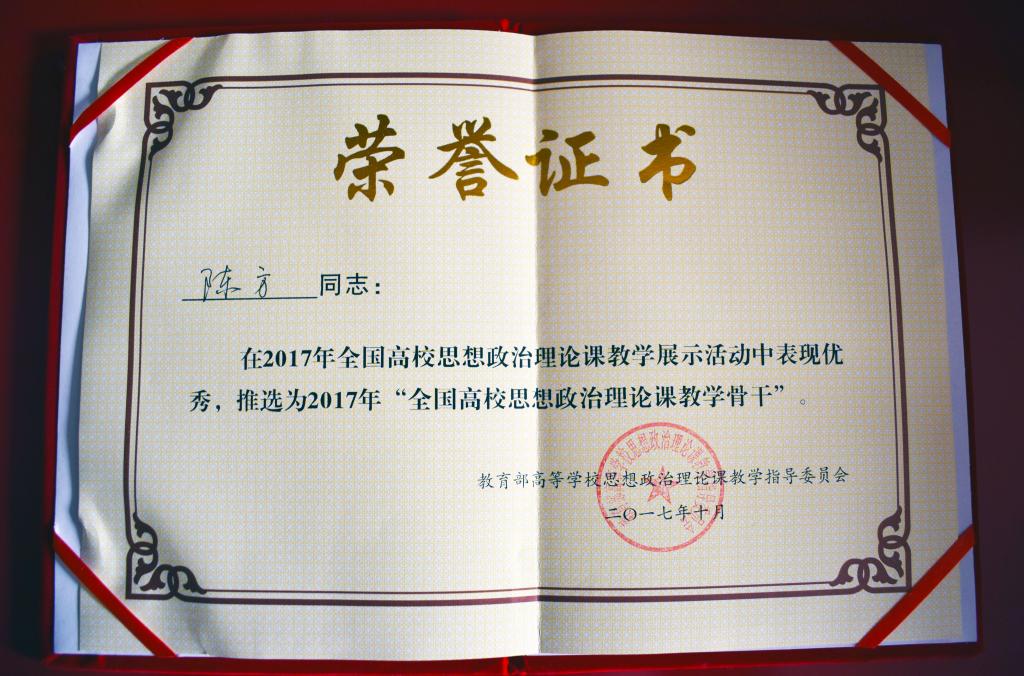 荣誉证书
陈方 同志：
在2017年全国高校思想政治理论课教学展示活动中表现优
秀，推选为2017年“全国高校思想政治理论课教学骨干”。
教育部高等学校思想政治理论课教学指导委员会
二〇一七年十月